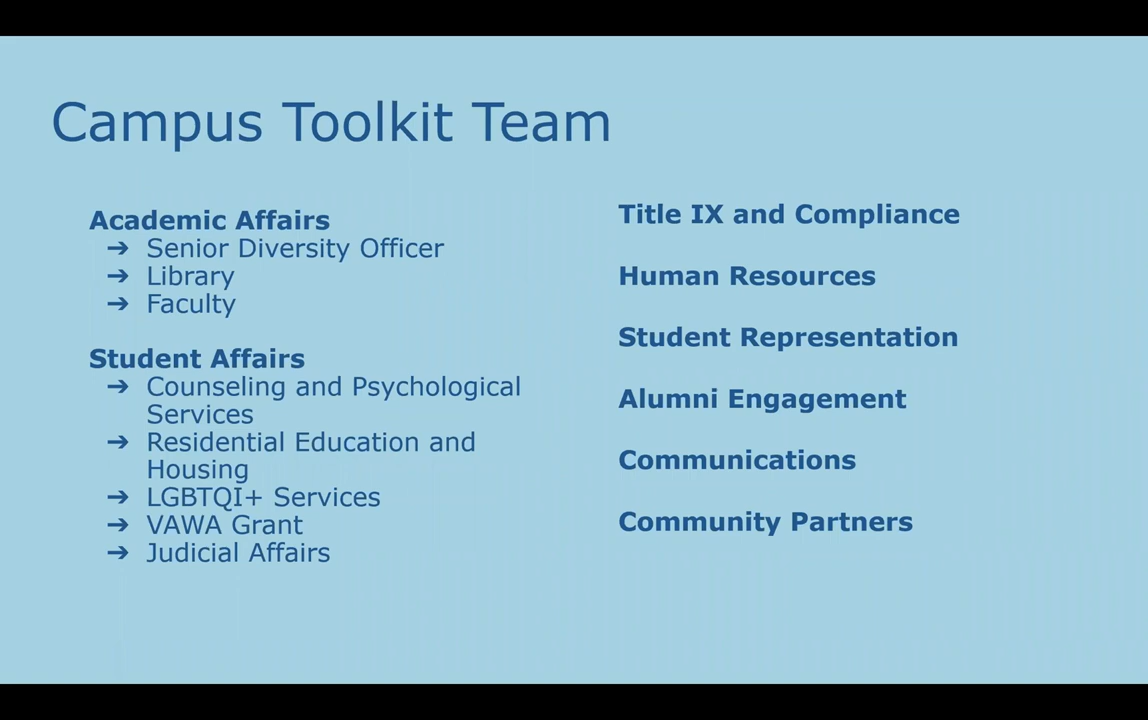 Campus Toolkit Team
Academic Affairs
➔ Senior Diversity Officer
➔ Library
➔ Faculty
Student Affairs
➔ Counseling and Psychological
Services
➔ Residential Education and
Housing
➔ LGBTQI+ Services
➔ VAWA Grant
➔ Judicial Affairs
Title IX and Compliance
Human Resources
Student Representation
Alumni Engagement
Communications
Community Partners